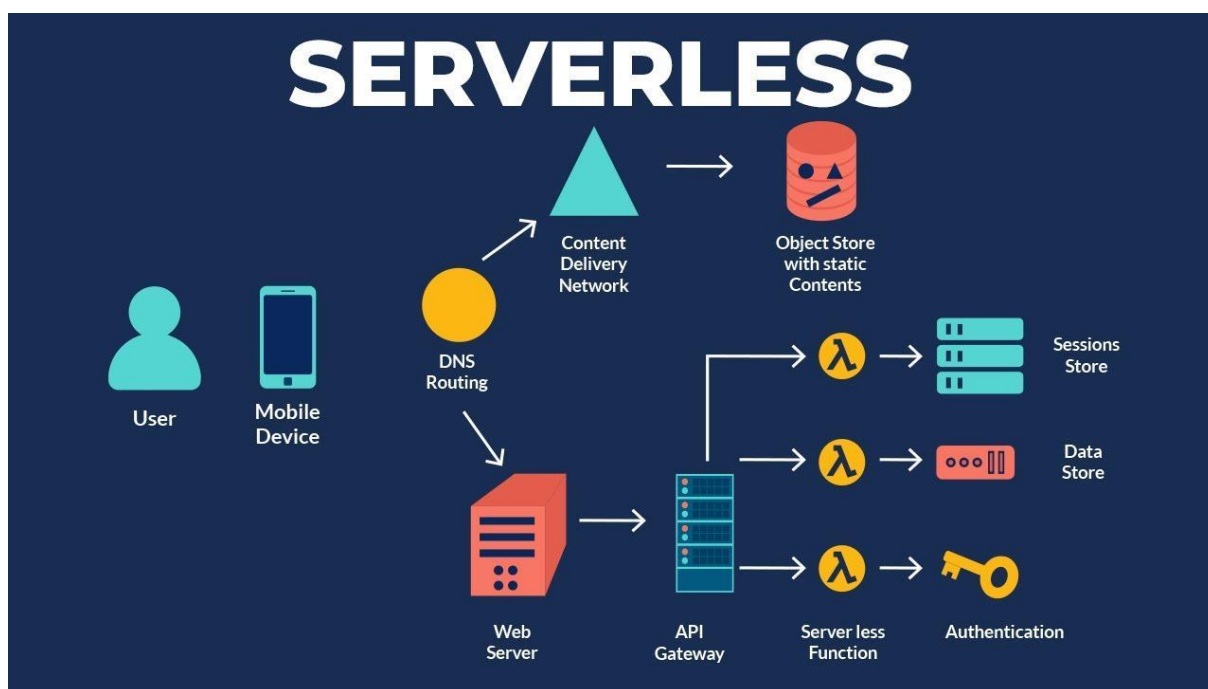 SERVERLESS
Content
Delivery
Network
Object Store
with static
Contents
DNS
Routing
User
Mobile
Device
Sessions
Store
Data
Store
Web
Server
API
Gateway
Server less
Function
Authentication
λ
λ
λ